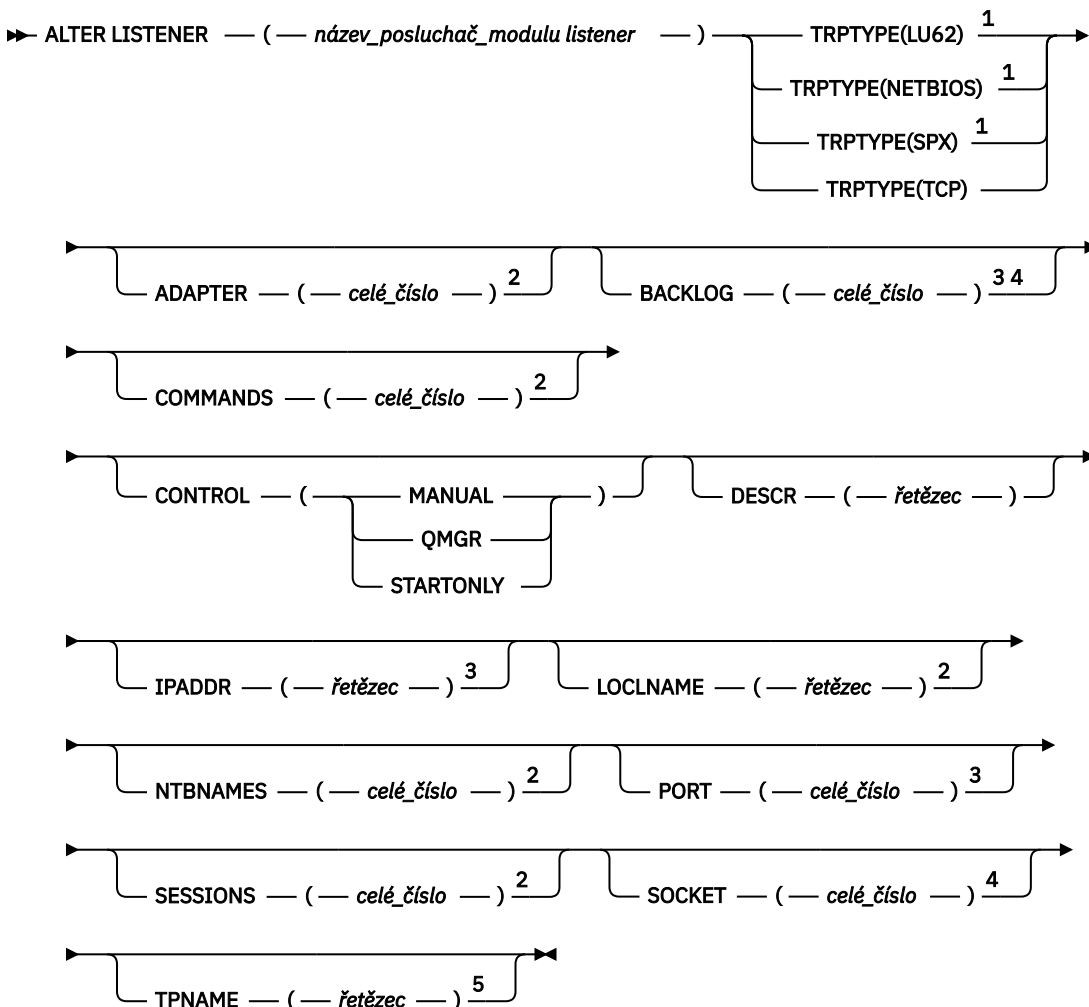 ALTER LISTENER ( název_posluchač_modulu listener ) TRPTYPE(LU62) 1
TRPTYPE(NETBIOS) 1
TRPTYPE(SPX) 1
TRPTYPE(TCP)
ADAPTER ( celé_číslo ) 2 BACKLOG ( celé_číslo ) 3 4
COMMANDS ( celé_číslo ) 2
CONTROL ( MANUAL ) DESCR ( řetězec )
QMGR
STARTONLY
IPADDR ( řetězec ) 3 LOCLNAME ( řetězec ) 2
NTBNAMES ( celé_číslo ) 2 PORT ( celé_číslo ) 3
SESSIONS ( celé_číslo ) 2 SOCKET ( celé_číslo ) 4
TPNAME ( řetězec ) 5